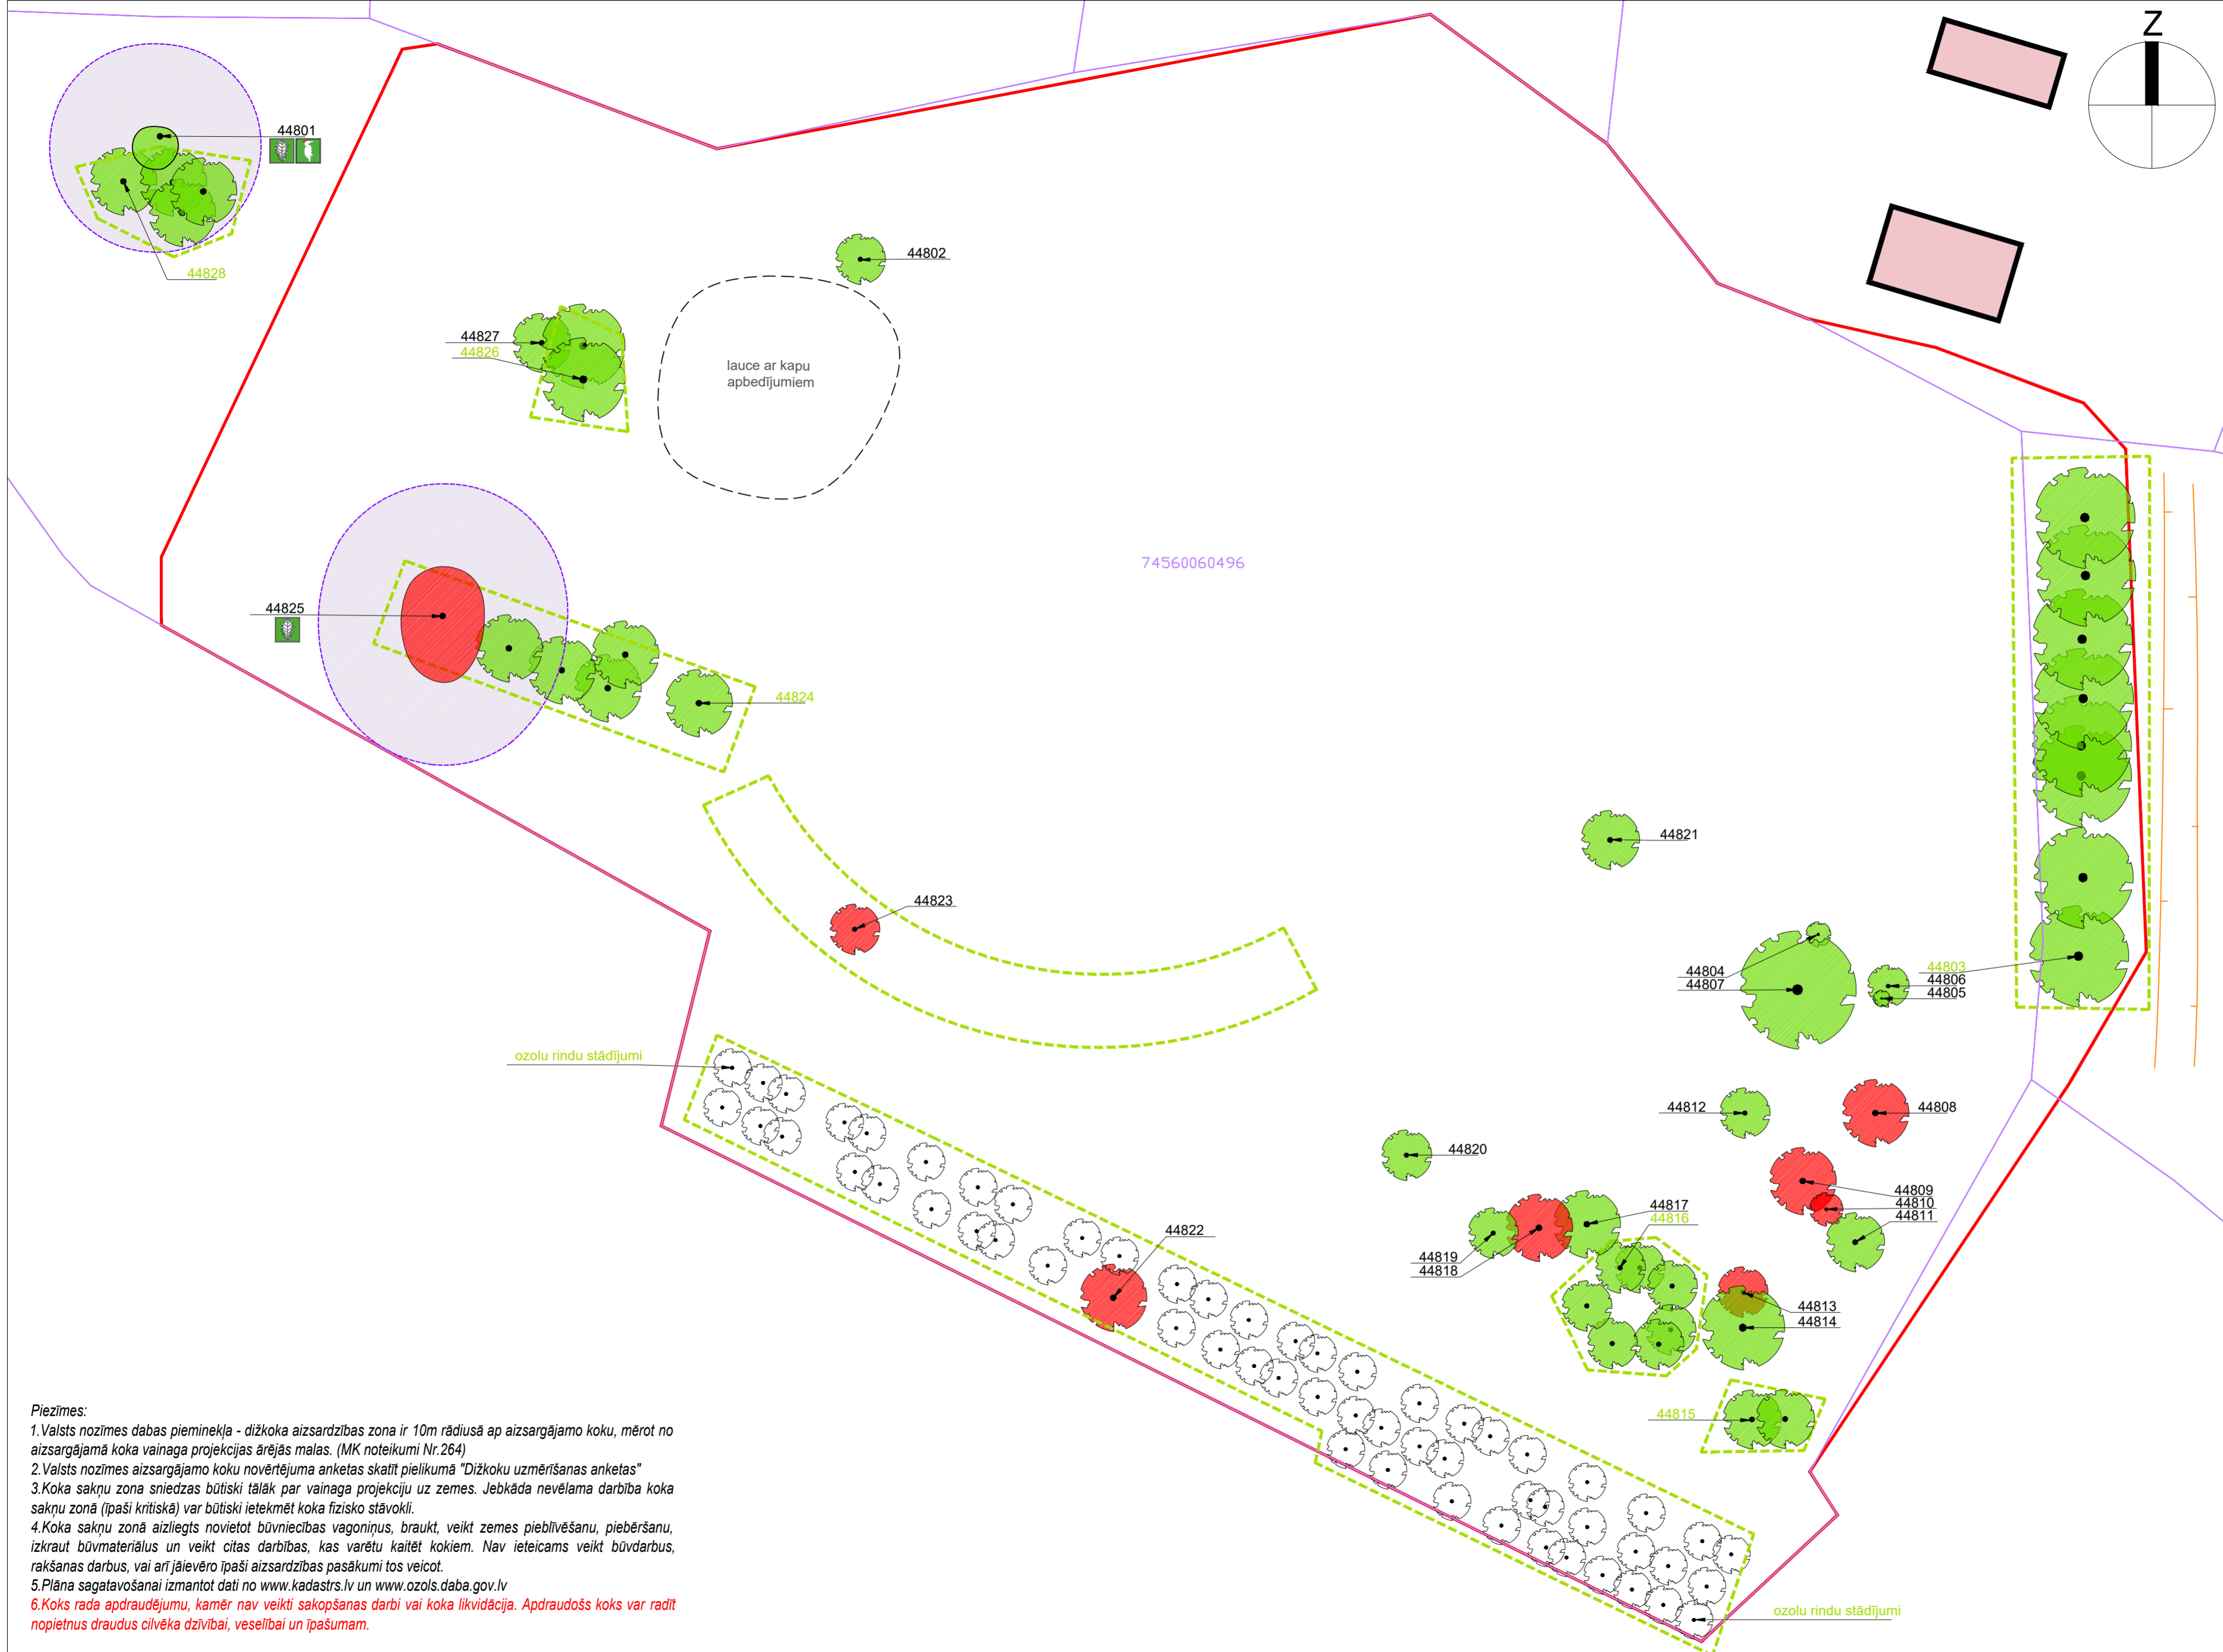 Z
44801
44828
44802
44827
44826
lauce ar kapu
apbedījumiem
74560060496
44825
44824
44821
44823
44804
44807
44803
44806
44805
ozolu rindu stādījumi
44812
44808
44820
44809
44810
44811
44817
44816
44819
44818
44822
44813
44814
44815
ozolu rindu stādījumi
Piezīmes:
1.Valsts nozīmes dabas pieminekļa - dižkoka aizsardzības zona ir 10m rādiusā ap aizsargājamo koku, mērot no
aizsargājamā koka vainaga projekcijas ārējās malas. (MK noteikumi Nr.264)
2.Valsts nozīmes aizsargājamo koku novērtējuma anketas skatīt pielikumā "Dižkoku uzmērīšanas anketas"
3.Koka sakņu zona sniedzas būtiski tālāk par vainaga projekciju uz zemes. Jebkāda nevēlama darbība koka
sakņu zonā (īpaši kritiskā) var būtiski ietekmēt koka fizisko stāvokli.
4.Koka sakņu zonā aizliegts novietot būvniecības vagoniņus, braukt, veikt zemes pieblīvēšanu, piebēršanu,
izkraut būvmateriālus un veikt citas darbības, kas varētu kaitēt kokiem. Nav ieteicams veikt būvdarbus,
rakšanas darbus, vai arī jāievēro īpaši aizsardzības pasākumi tos veicot.
5.Plāna sagatavošanai izmantot dati no www.kadastrs.lv un www.ozols.daba.gov.lv
6.Koks rada apdraudējumu, kamēr nav veikti sakopšanas darbi vai koka likvidācija. Apdraudošs koks var radīt
nopietnus draudus cilvēka dzīvībai, veselībai un īpašumam.